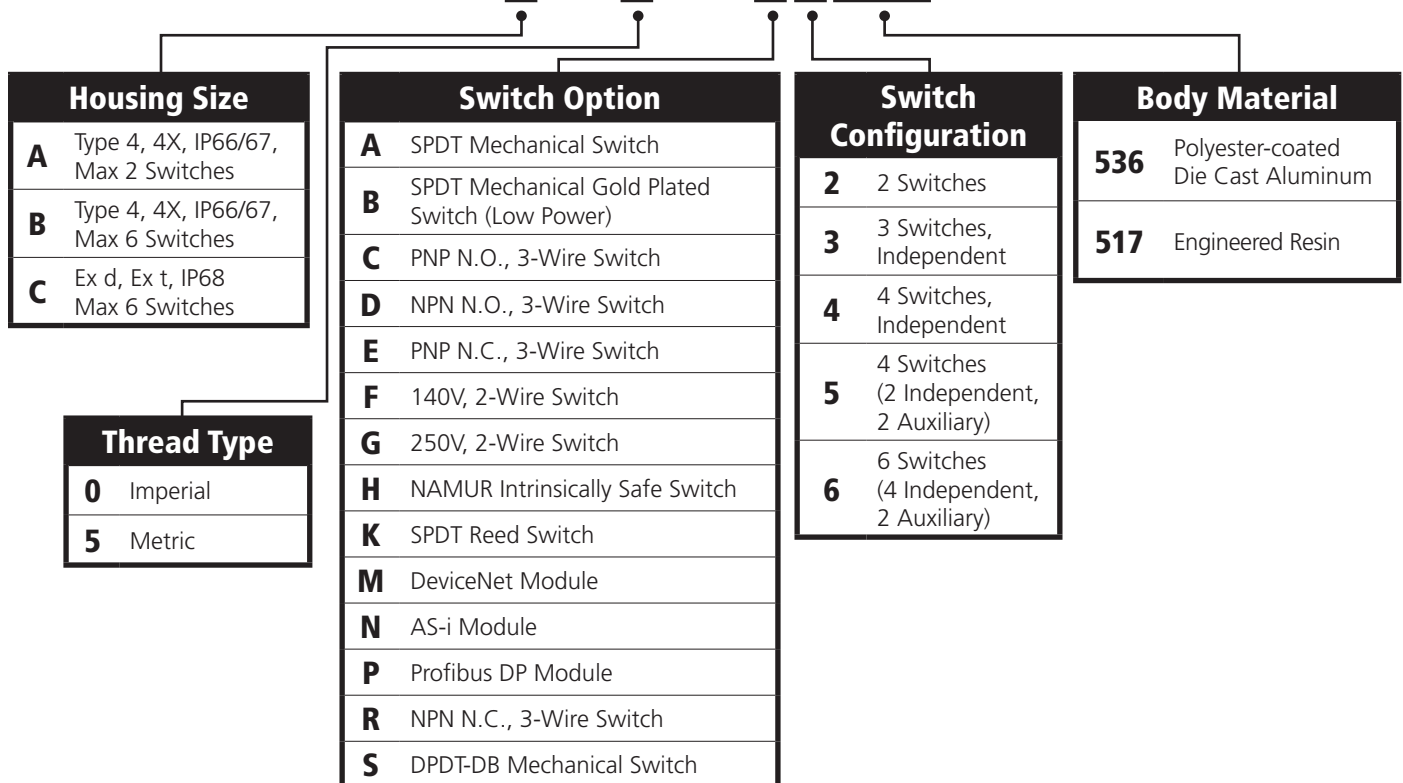 Housing Size
A Type 4, 4X, IP66/67,
Max 2 Switches
B Type 4, 4X, IP66/67,
Max 6 Switches
C Ex d, Ex t, IP68
Max 6 Switches
Thread Type
0 Imperial
5 Metric
Switch Option
A SPDT Mechanical Switch
B SPDT Mechanical Gold Plated
Switch (Low Power)
C PNP N.O., 3-Wire Switch
D NPN N.O., 3-Wire Switch
E PNP N.C., 3-Wire Switch
F 140V, 2-Wire Switch
G 250V, 2-Wire Switch
H NAMUR Intrinsically Safe Switch
K SPDT Reed Switch
M DeviceNet Module
N AS-i Module
P Profibus DP Module
R NPN N.C., 3-Wire Switch
S DPDT-DB Mechanical Switch
Switch
Configuration
2 2 Switches
3 3 Switches,
Independent
4 4 Switches,
Independent
5 4 Switches
(2 Independent,
2 Auxiliary)
6 6 Switches
(4 Independent,
2 Auxiliary)
Body Material
536 Polyester-coated
Die Cast Aluminum
517 Engineered Resin